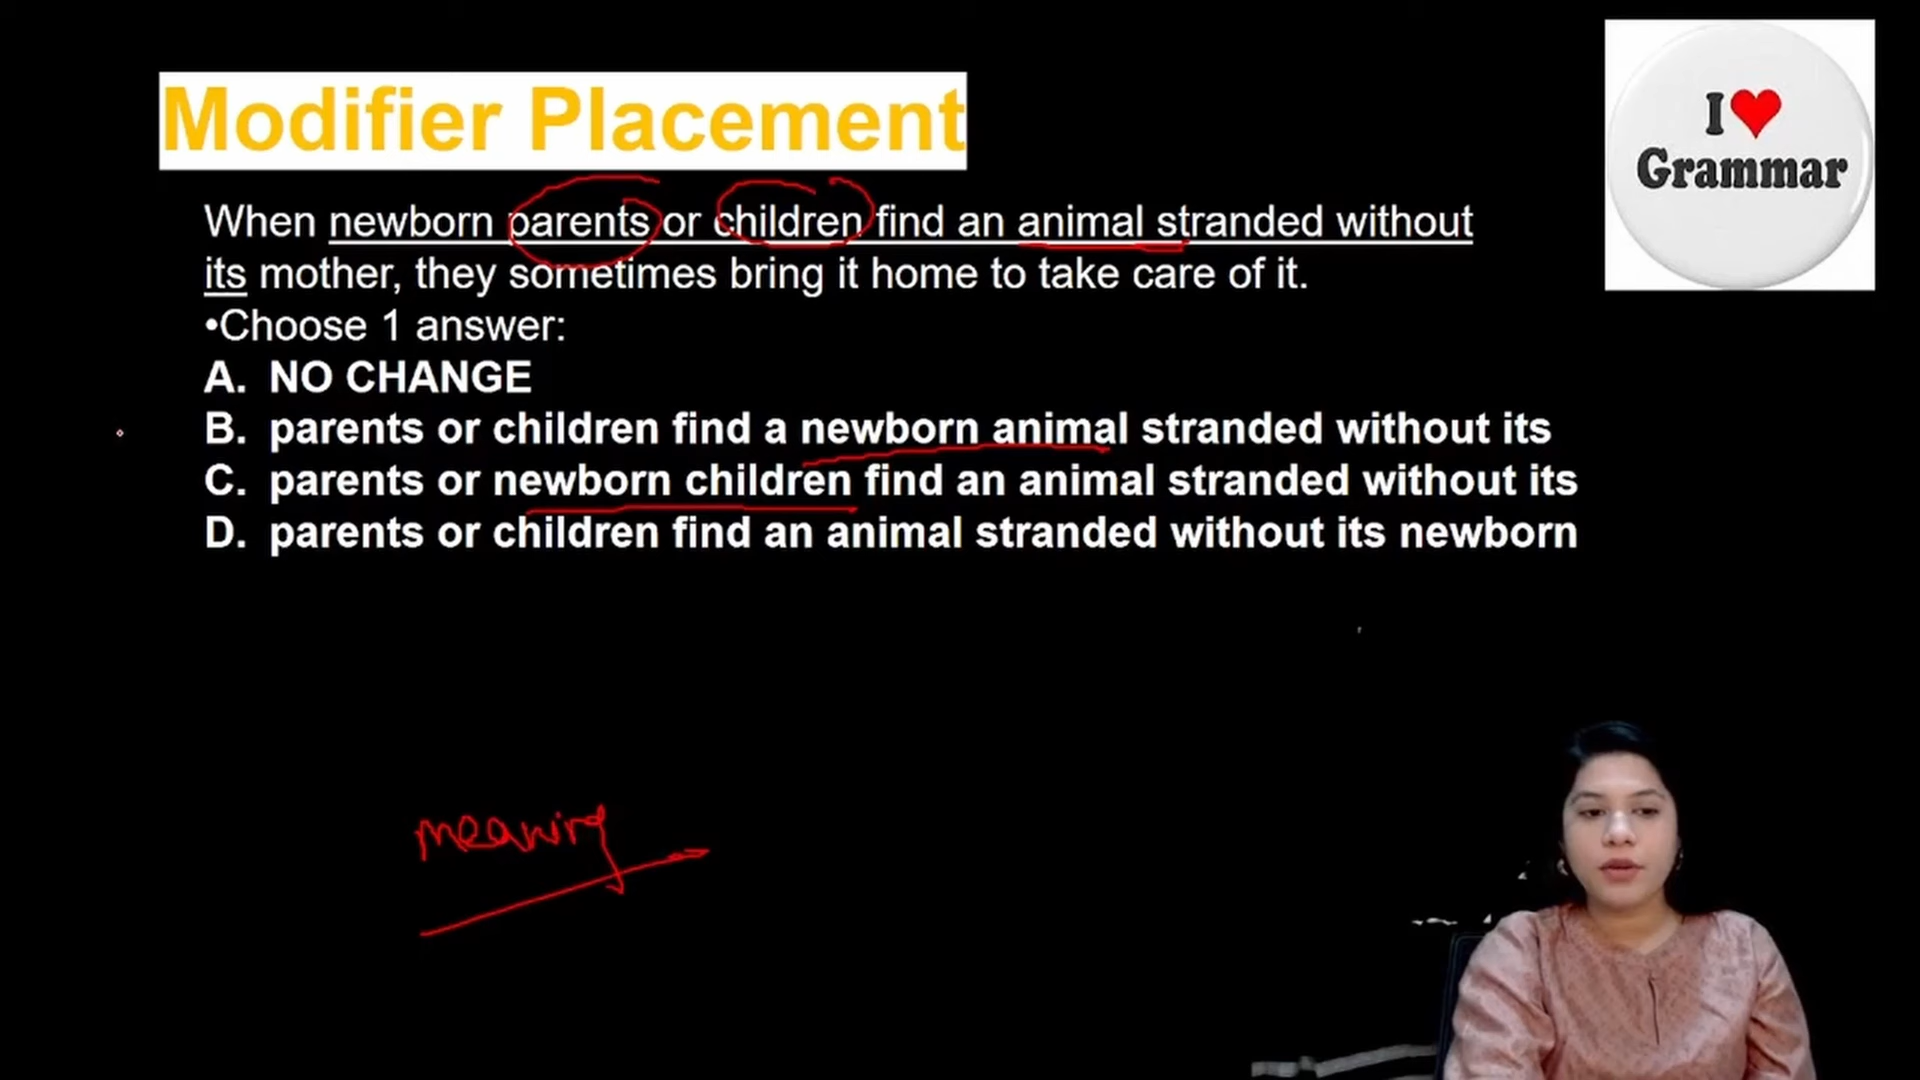 Modifier Placement
I
Grammar
When newborn parents or children find an animal stranded without
its mother, they sometimes bring it home to take care of it.
•Choose 1 answer:
A. NO CHANGE
B. parents or children find a newborn animal stranded without its
C. parents or newborn children find an animal stranded without its
D. parents or children find an animal stranded without its newborn
meaning